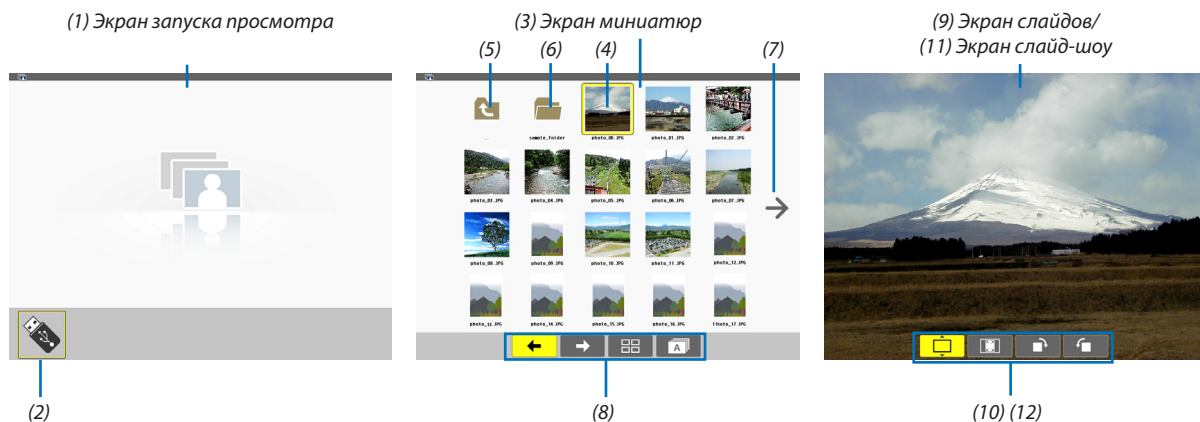 (1) Экран запуска просмотра
(3) Экран миниатюр
(5) (6) (4) (7)
(9) Экран слайдов/
(11) Экран слайд-шоу
sample_folder photo_00.JPG photo_01.JPG photo_02.JPG
photo_03.JPG photo_04.JPG photo_05.JPG photo_06.JPG photo_07.JPG
photo_08.JPG photo_09.JPG photo_10.JPG photo_11.JPG photo_12.JPG
photo_13.JPG photo_14.JPG photo_15.JPG photo_16.JPG photo_17.JPG
A
(2)
(8)
(10) (12)